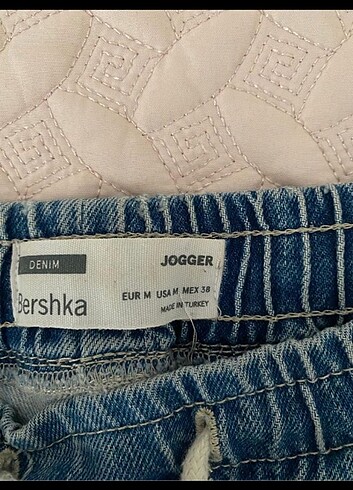 DENIM
JOGGER
Bershka
EUR M USA M MEX 38
MADE IN TURKEY